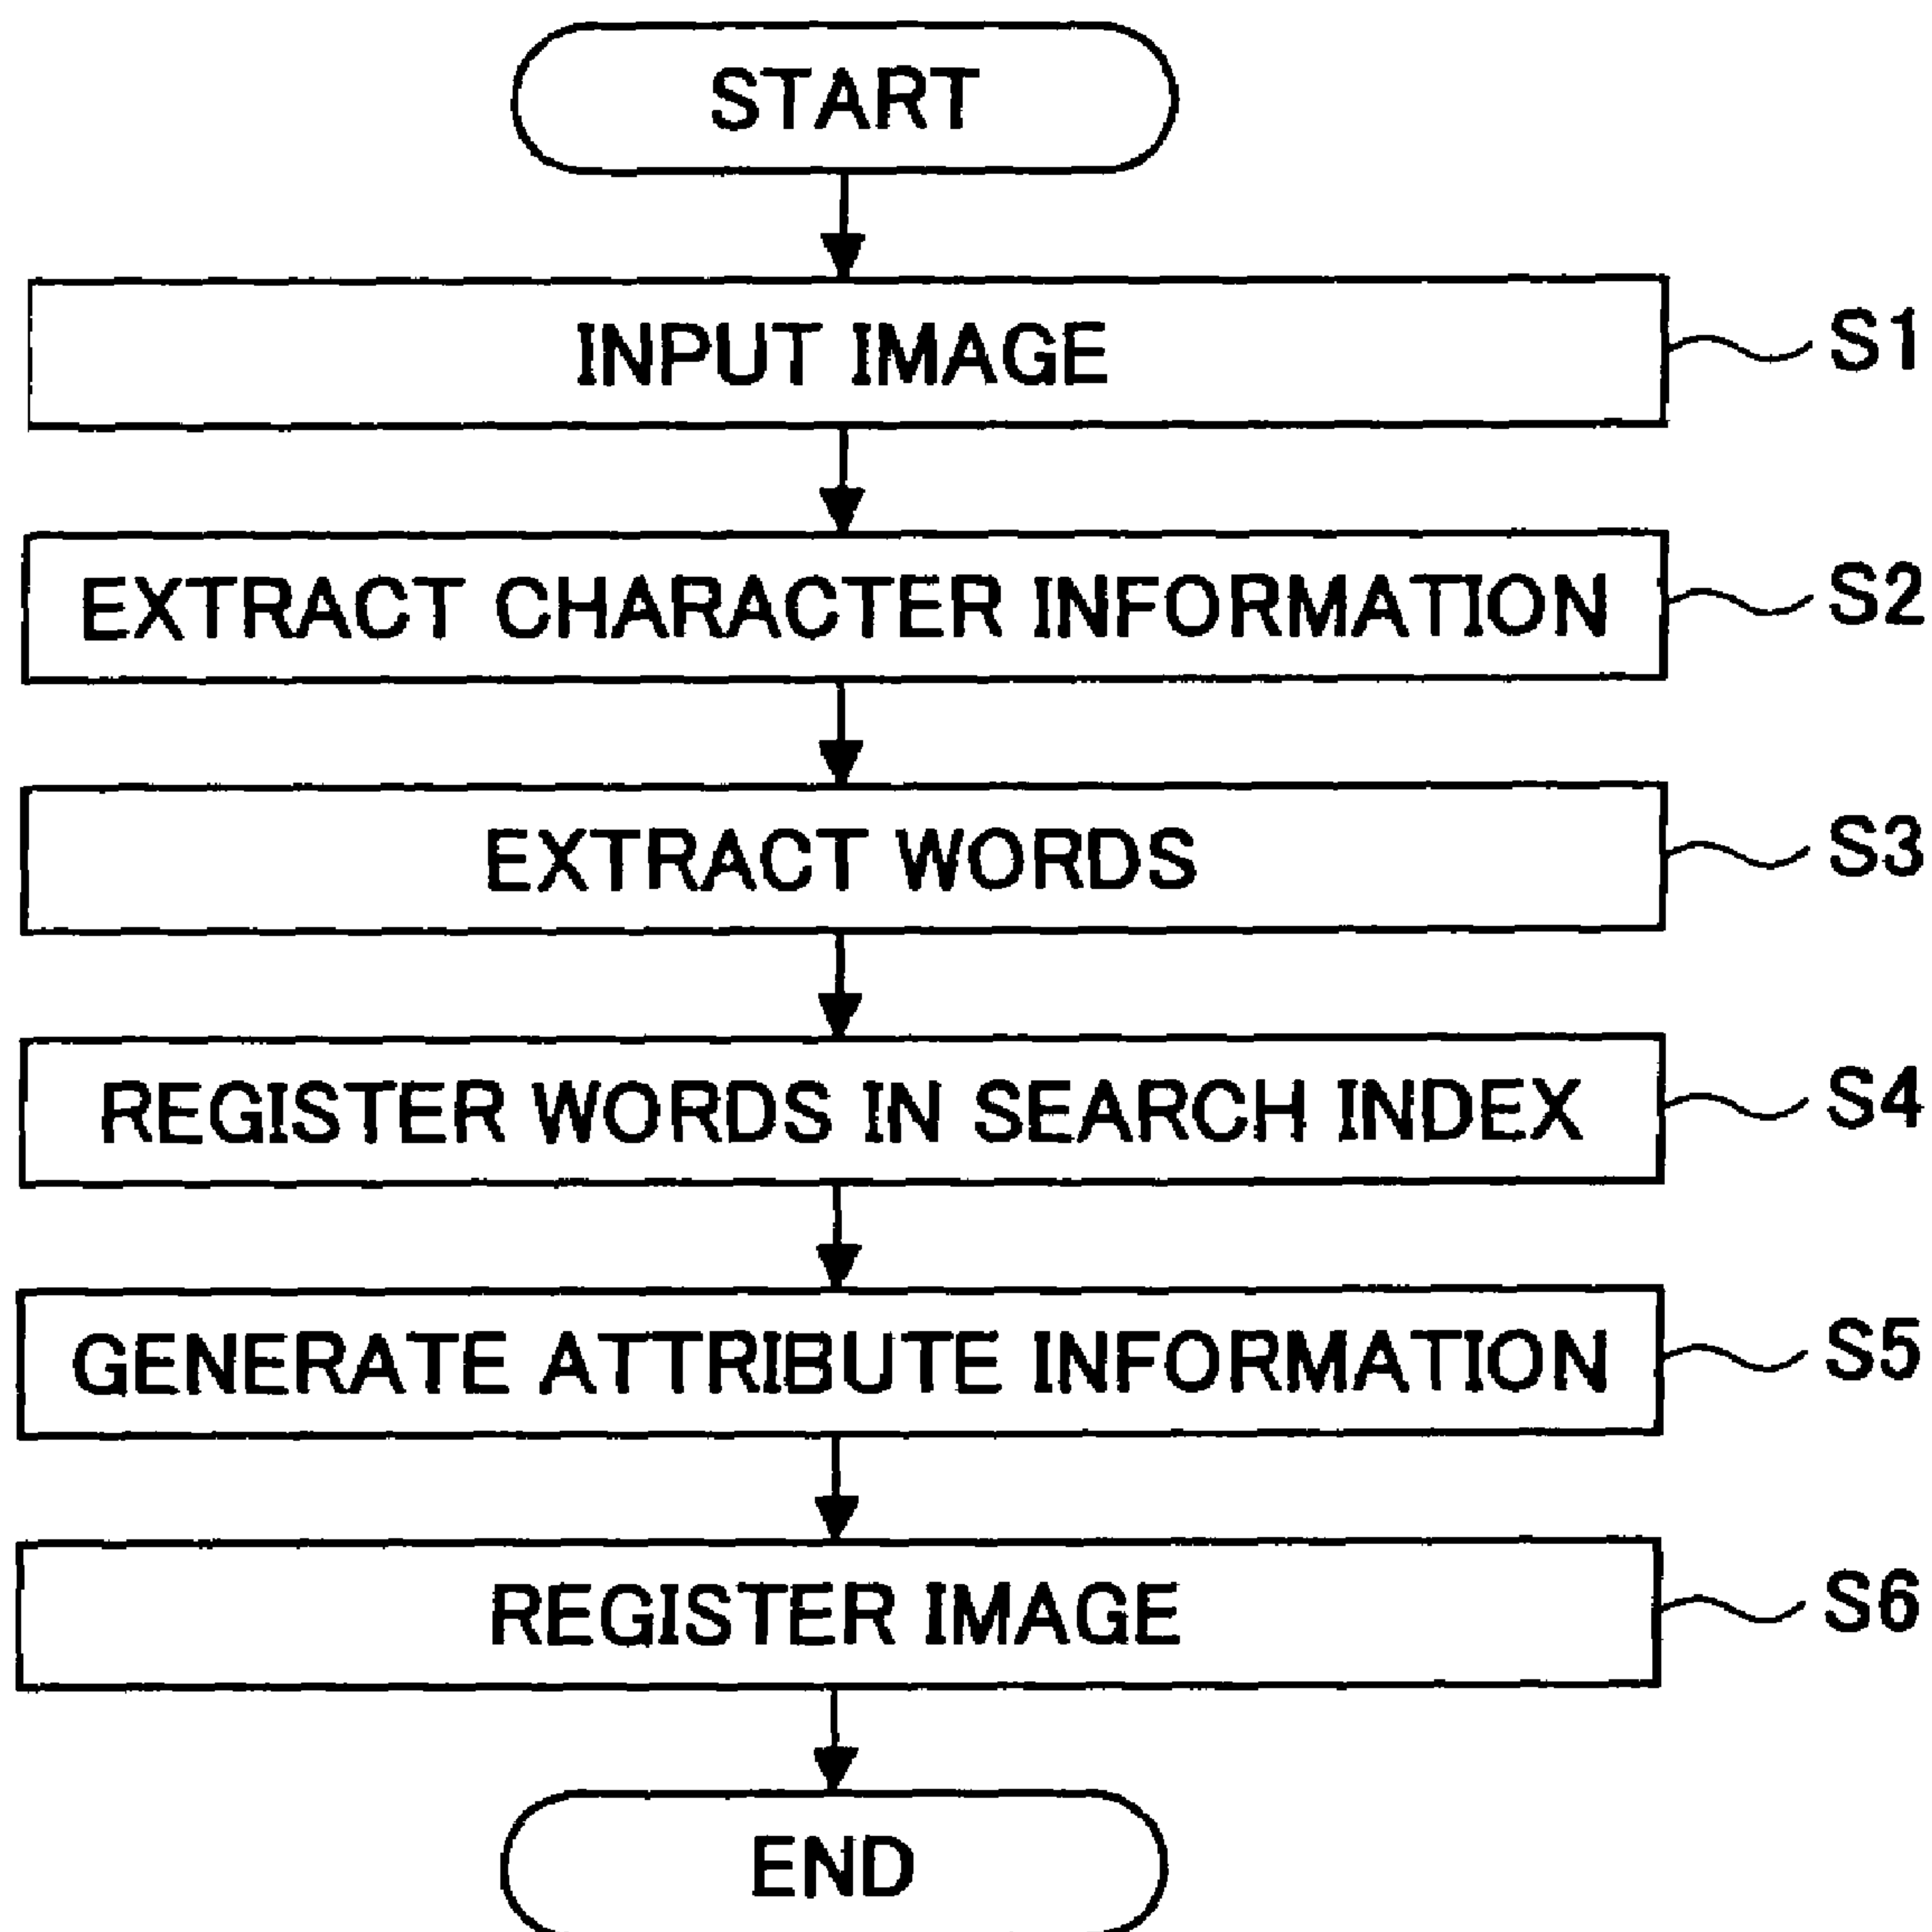 START
INPUT IMAGE S1
EXTRACT CHARACTER INFORMATION S2
EXTRACT WORDS S3
REGISTER WORDS IN SEARCH INDEX S4
GENERATE ATTRIBUTE INFORMATION S5
REGISTER IMAGE S6
END